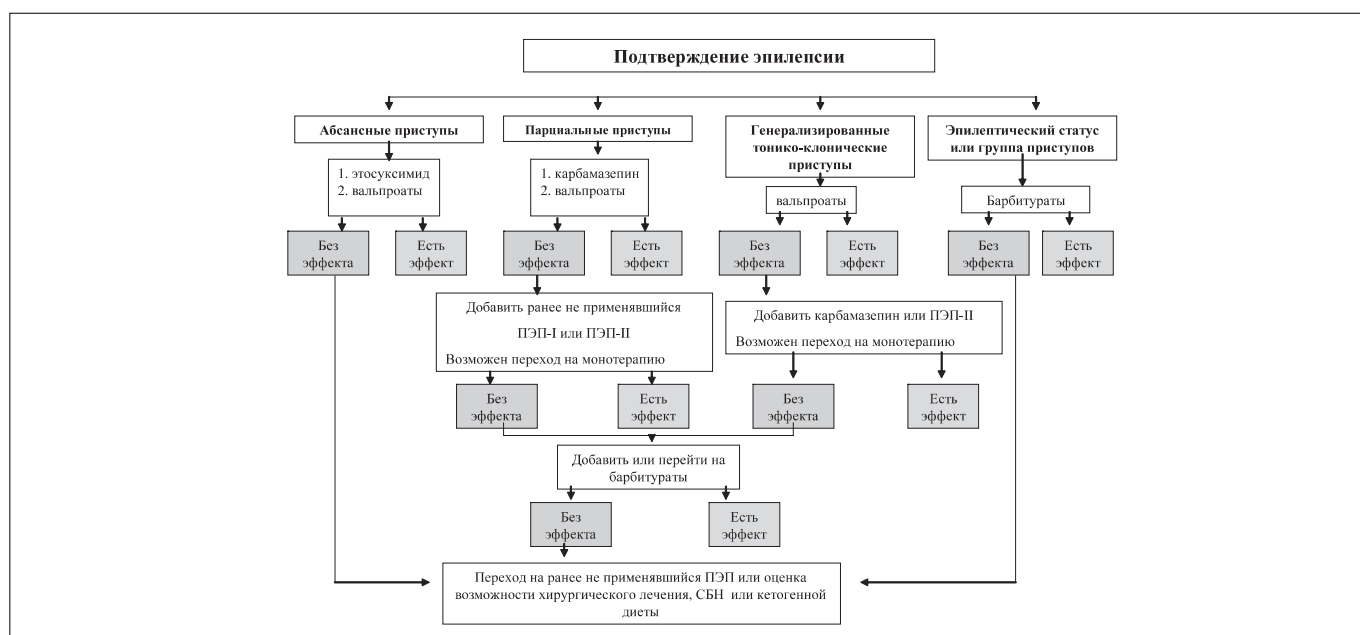 Подтверждение эпилепсии
Абсансные приступы
Парциальные приступы
Генерализированные
тонико-клонические
приступы
Эпилептический статус
или группа приступов
1. этосуксимид
2. вальпроаты
1. карбамазепин
2. вальпроаты
вальпроаты
Барбитураты
Без
эффекта
Есть
эффект
Без
эффекта
Есть
эффект
Без
эффекта
Есть
эффект
Без
эффекта
Есть
эффект
Добавить ранее не применявшийся
ПЭП-I или ПЭП-II
Возможен переход на монотерапию
Добавить карбамазепин или ПЭП-II
Возможен переход на монотерапию
Без
эффекта
Есть
эффект
Без
эффекта
Есть
эффект
Добавить или перейти на
барбитураты
Без
эффекта
Есть
эффект
Переход на ранее не применявшийся ПЭП или оценка
возможности хирургического лечения, СБН или кетогенной
диеты